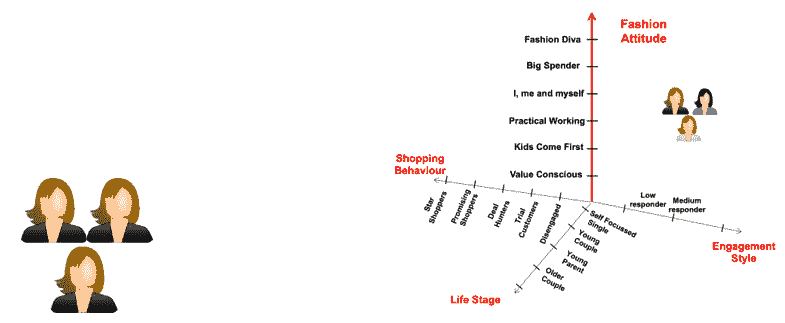 Fashion
Attitude
Fashion Diva
Big Spender
I, me and myself
Practical Working
Kids Come First
Value Conscious
Shopping
Behaviour
Star
Shoppers
Promising
Shoppers
Deal
Hunters
Trial
Customers
Disengaged
Low
responder
Medium
responder
Engagement
Style
Self Focussed
Single
Young
Couple
Young
Parent
Older
Couple
Life Stage